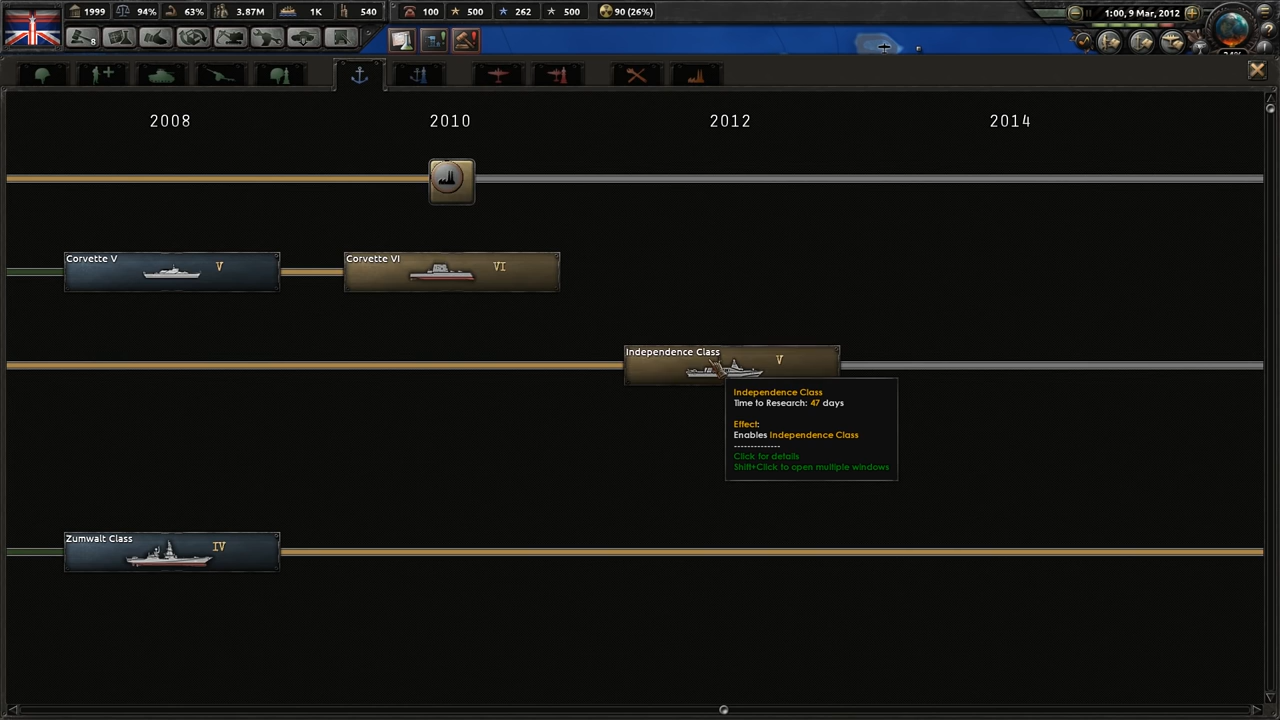 1999 94% 63% 3.87M 1K 540 100 500 262 500 90 (26%) 1:00, 9 Mar, 2012
8
2008 2010 2012 2014
Corvette V V
Corvette VI VI
Independence Class V
Independence Class
Time to Research: 47 days
Effect:
Enables Independence Class
--------------
Click for details
Shift+Click to open multiple windows
Zumwalt Class IV